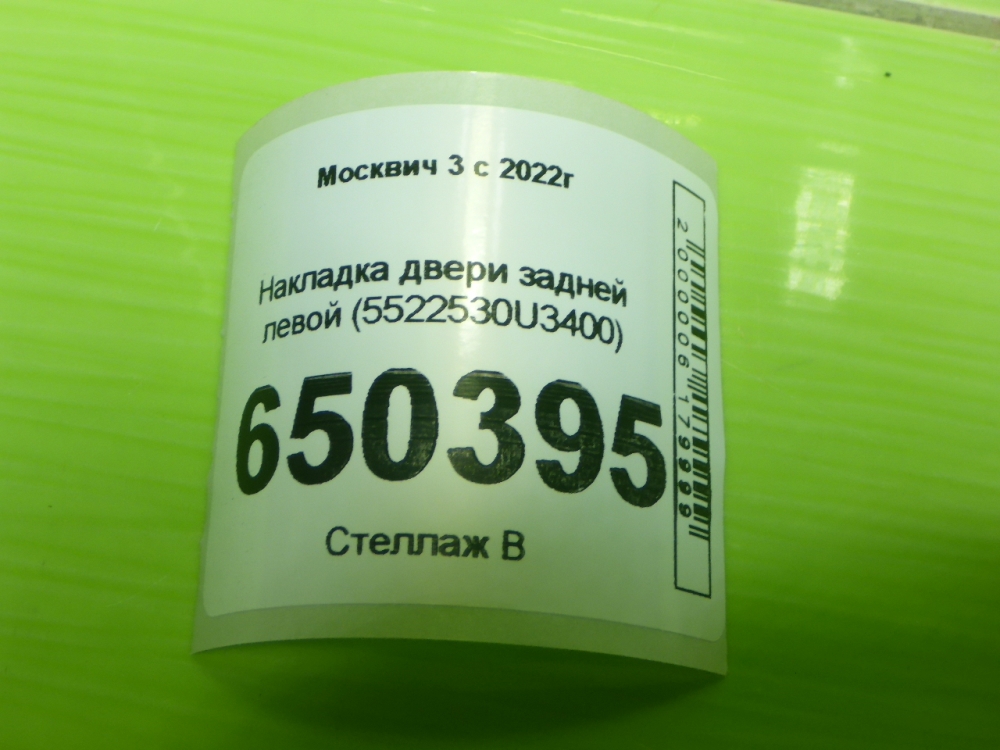 Москвич 3 с 2022г
Накладка двери задней
левой (5522530U3400)
650395
Стеллаж В
2000006179999